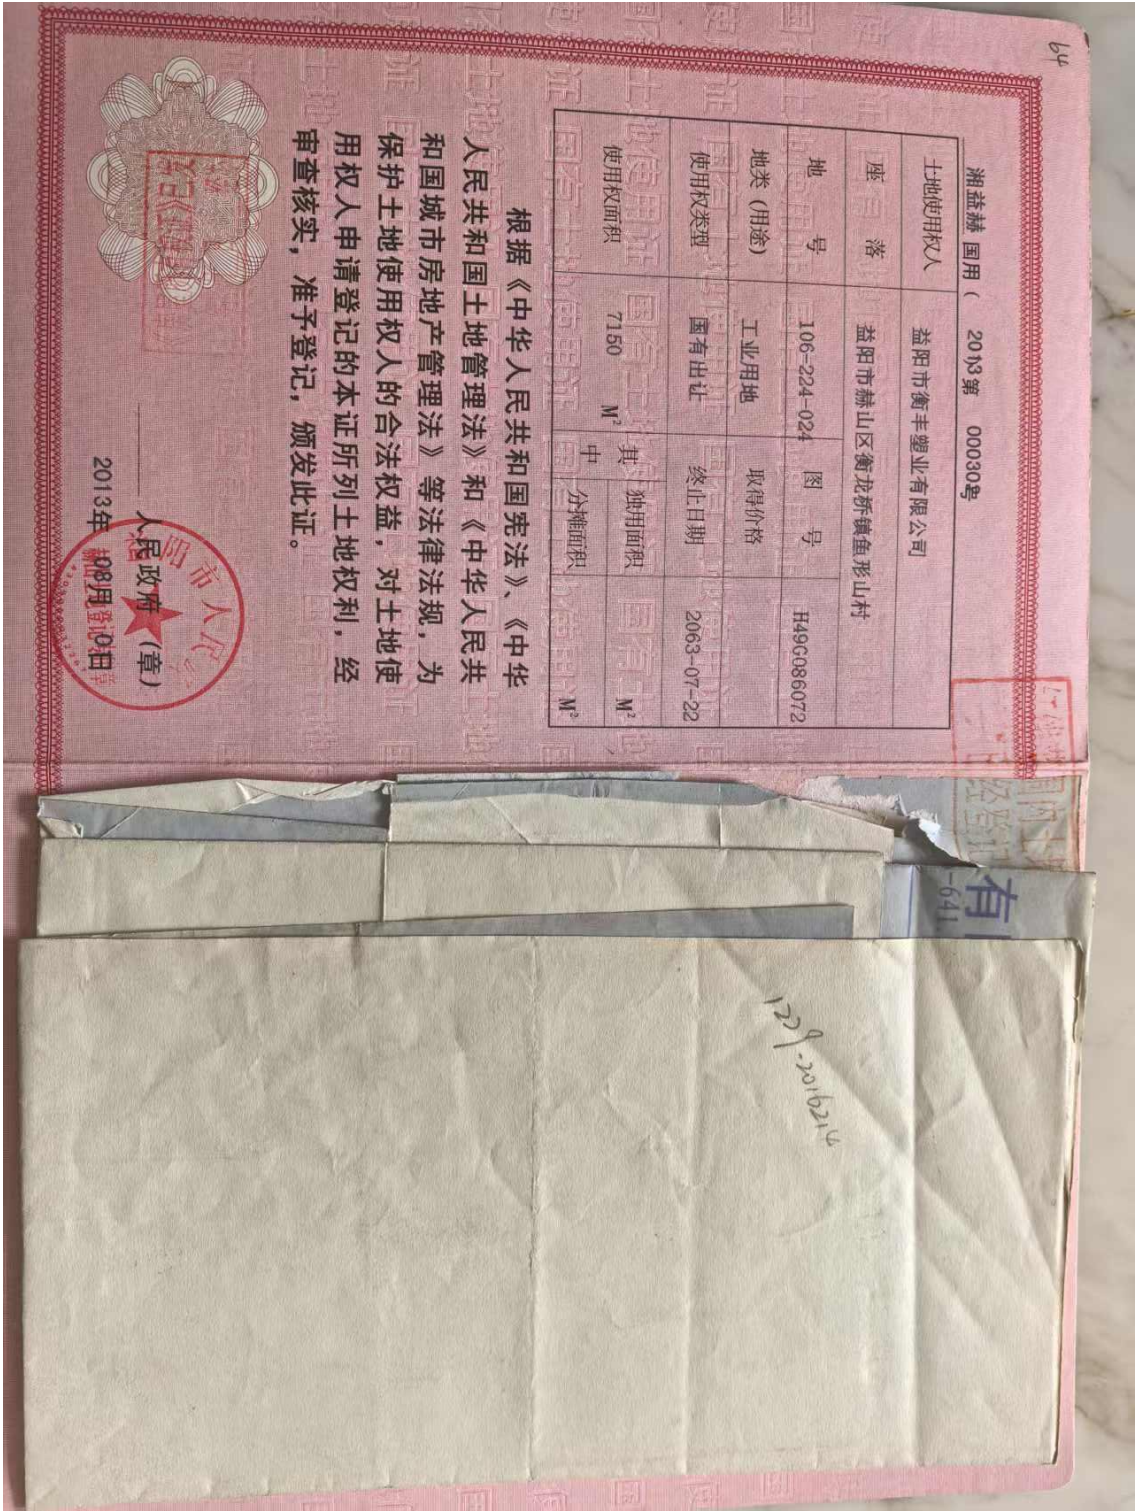 64
湘益赫 国用（ 2013第 00030号
土地使用权人 益阳市衡丰塑业有限公司
座落 益阳市赫山区衡龙桥镇鱼形山村
地号 106-224-024 图号 H49G086072
地类（用途） 工业用地 取得价格
使用权类型 国有出让 终止日期 2063-07-22
使用权面积 7150 M² 其中 独用面积 M²
分摊面积 M²
根据《中华人民共和国宪法》、《中华
人民共和国土地管理法》和《中华人民共
和国城市房地产管理法》等法律法规，为
保护土地使用权人的合法权益，对土地使
用权人申请登记的本证所列土地权利，经
审查核实，准予登记，颁发此证。
人民政府（章）
2013年 08月 0日
有
-641
1229-2016214